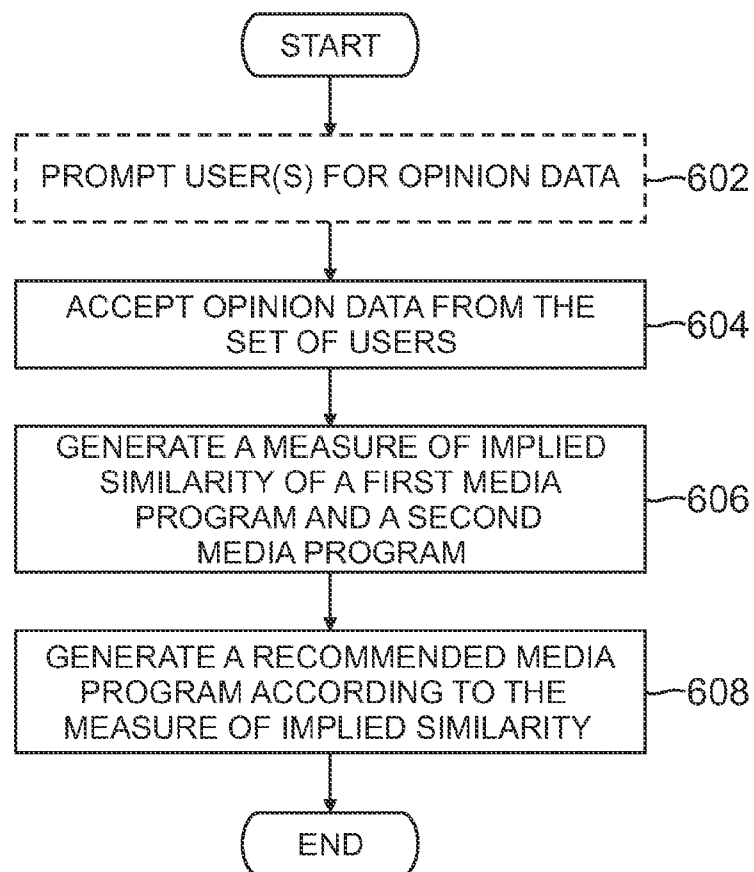 START
PROMPT USER(S) FOR OPINION DATA
602
ACCEPT OPINION DATA FROM THE
SET OF USERS
604
GENERATE A MEASURE OF IMPLIED
SIMILARITY OF A FIRST MEDIA
PROGRAM AND A SECOND
MEDIA PROGRAM
606
GENERATE A RECOMMENDED MEDIA
PROGRAM ACCORDING TO THE
MEASURE OF IMPLIED SIMILARITY
608
END